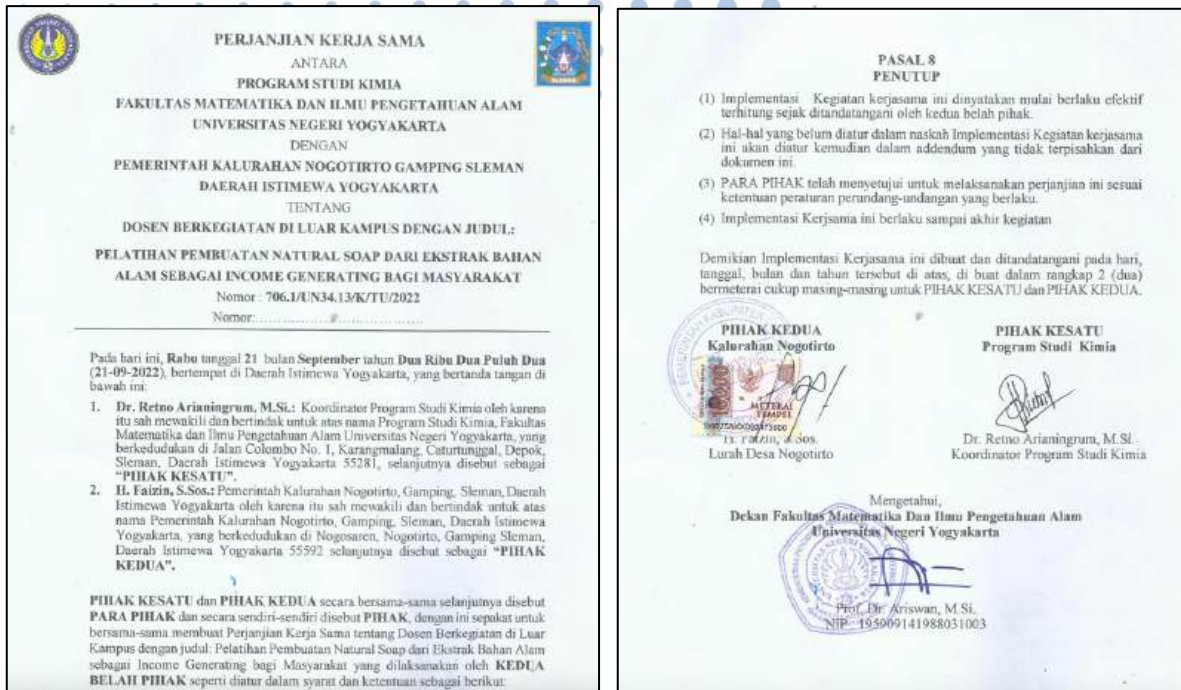 PERJANJIAN KERJA SAMA
ANTARA
PROGRAM STUDI KIMIA
FAKULTAS MATEMATIKA DAN ILMU PENGETAHUAN ALAM
UNIVERSITAS NEGERI YOGYAKARTA
DENGAN
PEMERINTAH KALURAHAN NOGOTIRTO GAMPING SLEMAN
DAERAH ISTIMEWA YOGYAKARTA
TENTANG
DOSEN BERKEGIATAN DI LUAR KAMPUS DENGAN JUDUL:
PELATIHAN PEMBUATAN NATURAL SOAP DARI EKSTRAK BAHAN
ALAM SEBAGAI INCOME GENERATING BAGI MASYARAKAT
Nomor : 706.1/UN34.13/K/TU/2022
Nomor:
Pada hari ini, Rabu tanggal 21 bulan September tahun Dua Ribu Dua Puluh Dua
(21-09-2022), bertempat di Daerah Istimewa Yogyakarta, yang bertanda tangan di
bawah ini:
1. Dr. Retno Arianingrum, M.Si.: Koordinator Program Studi Kimia oleh karena
itu sah mewakili dan bertindak untuk atas nama Program Studi Kimia, Fakultas
Matematika dan Ilmu Pengetahuan Alam Universitas Negeri Yogyakarta, yang
berkedudukan di Jalan Colombo No. 1, Karangmalang, Caturtunggal, Depok,
Sleman, Daerah Istimewa Yogyakarta 55281, selanjutnya disebut sebagai
“PIHAK KESATU”.
2. H. Faizin, S.Sos.: Pemerintah Kalurahan Nogotirto, Gamping, Sleman, Daerah
Istimewa Yogyakarta oleh karena itu sah mewakili dan bertindak untuk atas
nama Pemerintah Kalurahan Nogotirto, Gamping, Sleman, Daerah Istimewa
Yogyakarta, yang berkedudukan di Nogosaren, Nogotirto, Gamping Sleman,
Daerah Istimewa Yogyakarta 55592 selanjutnya disebut sebagai “PIHAK
KEDUA”.
PIHAK KESATU dan PIHAK KEDUA secara bersama-sama selanjutnya disebut
PARA PIHAK dan secara sendiri-sendiri disebut PIHAK, dengan ini sepakat untuk
bersama-sama membuat Perjanjian Kerja Sama tentang Dosen Berkegiatan di Luar
Kampus dengan judul: Pelatihan Pembuatan Natural Soap dari Ekstrak Bahan Alam
sebagai Income Generating bagi Masyarakat yang dilaksanakan oleh KEDUA
BELAH PIHAK seperti diatur dalam syarat dan ketentuan sebagai berikut:
PASAL 8
PENUTUP
(1) Implementasi Kegiatan kerjasama ini dinyatakan mulai berlaku efektif
terhitung sejak ditandatangani oleh kedua belah pihak.
(2) Hal-hal yang belum diatur dalam naskah Implementasi Kegiatan kerjasama
ini akan diatur kemudian dalam addendum yang tidak terpisahkan dari
dokumen ini.
(3) PARA PIHAK telah menyetujui untuk melaksanakan perjanjian ini sesuai
ketentuan peraturan perundang-undangan yang berlaku.
(4) Implementasi Kerjsama ini berlaku sampai akhir kegiatan
Demikian Implementasi Kerjasama ini dibuat dan ditandatangani pada hari,
tanggal, bulan dan tahun tersebut di atas, di buat dalam rangkap 2 (dua)
bermeterai cukup masing-masing untuk PIHAK KESATU dan PIHAK KEDUA.
PIHAK KEDUA
Kalurahan Nogotirto
10000
METERAI
TEMPEL
H. Faizin, S.Sos.
Lurah Desa Nogotirto
PIHAK KESATU
Program Studi Kimia
Dr. Retno Arianingrum, M.Si.
Koordinator Program Studi Kimia
Mengetahui,
Dekan Fakultas Matematika Dan Ilmu Pengetahuan Alam
Universitas Negeri Yogyakarta
Prof. Dr. Ariswan, M.Si.
NIP. 195909141988031003